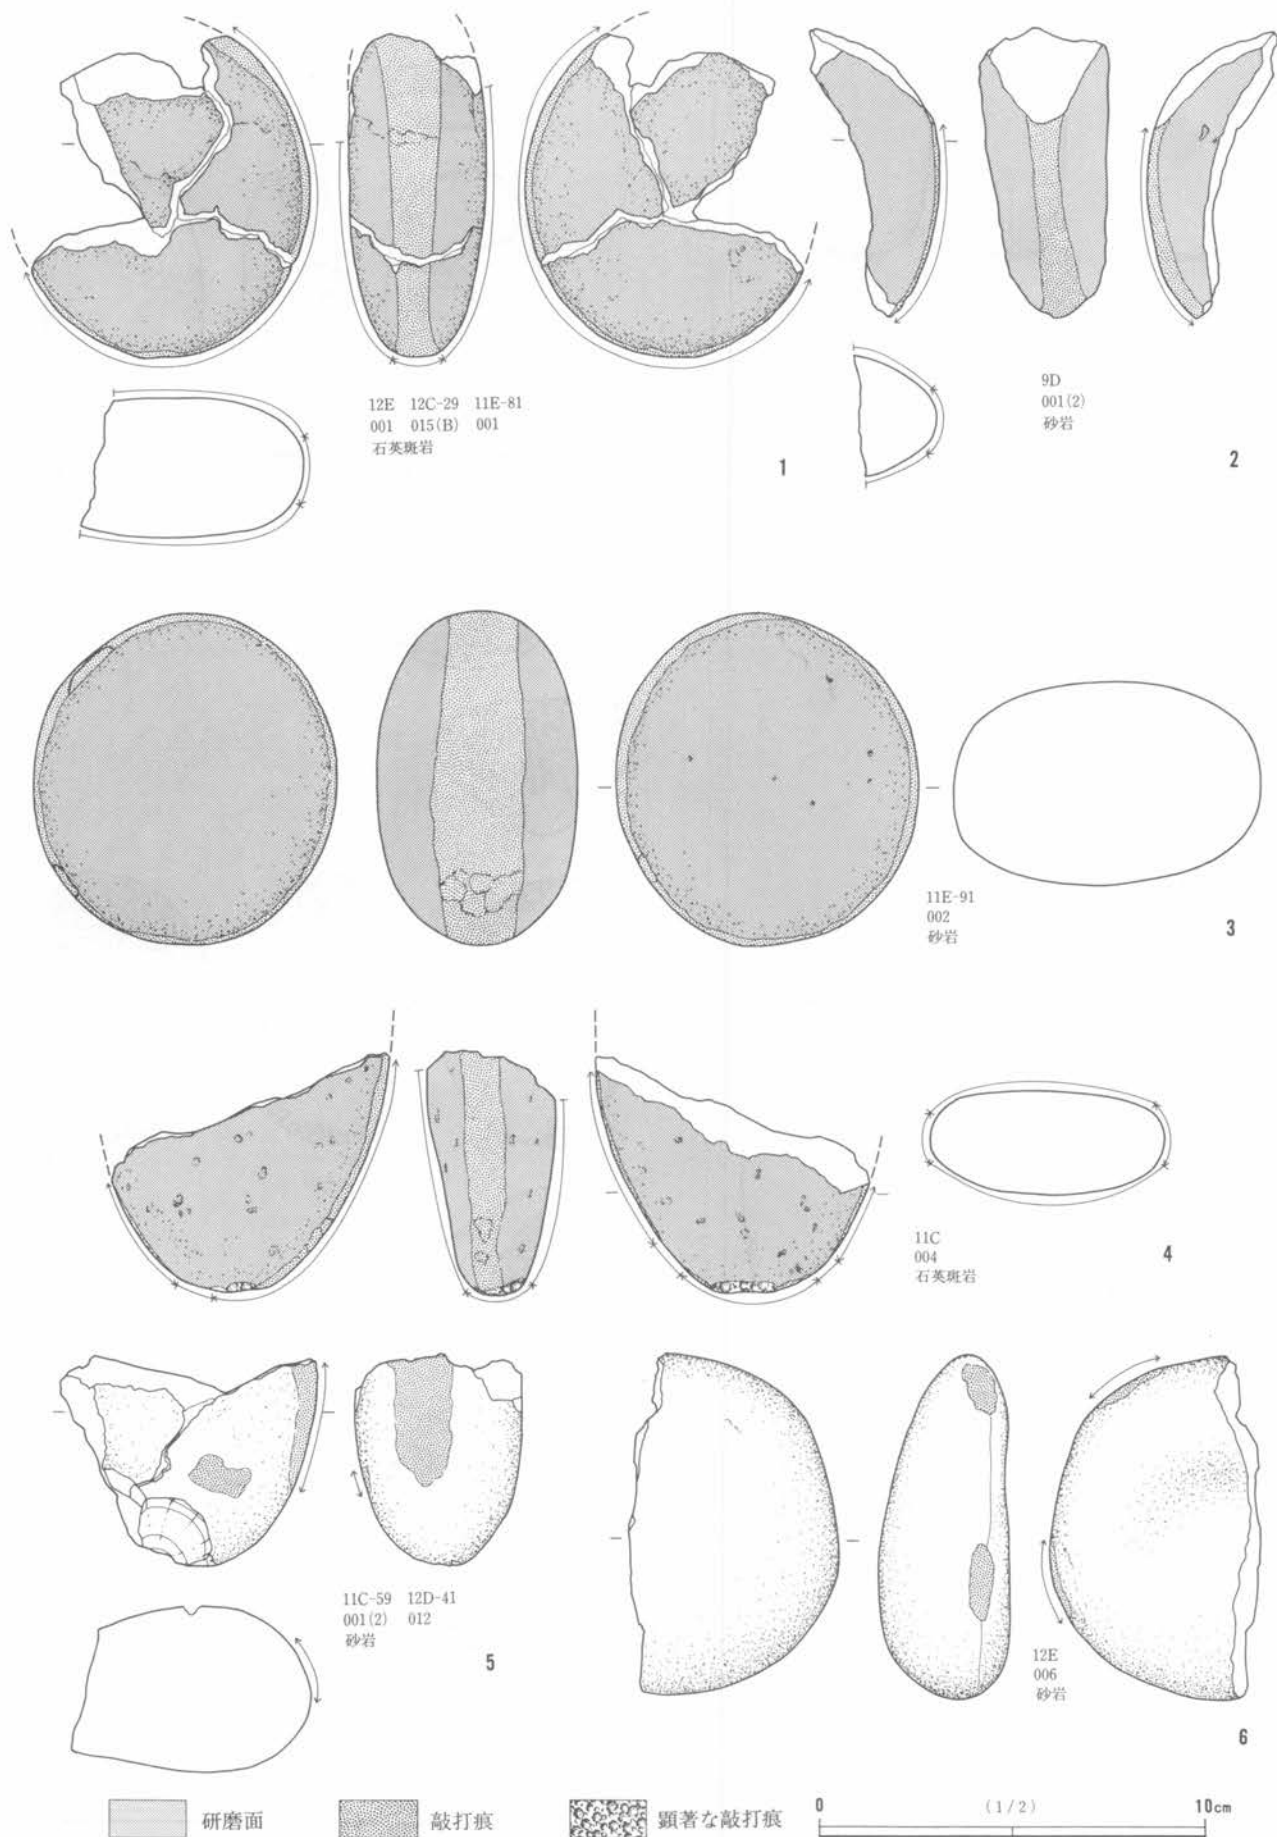 12E 12C-29 11E-81
001 015(B) 001
石英斑岩
1
9D
001(2)
砂岩
2
11E-91
002
砂岩
3
11C
004
石英斑岩
4
11C-59 12D-41
001(2) 012
砂岩
5
12E
006
砂岩
6
研磨面 敲打痕 顕著な敲打痕
0 (1/2) 10cm